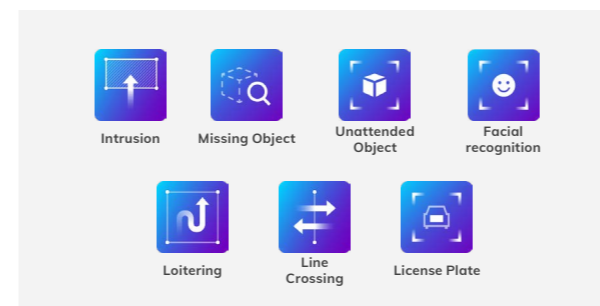 Intrusion
Missing Object
Unattended
Object
Facial
recognition
Loitering
Line
Crossing
License Plate